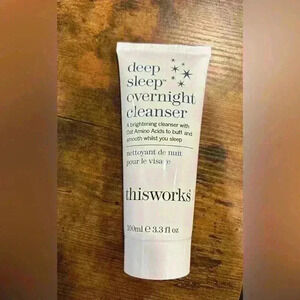 deep
sleep™
overnight
cleanser
A brightening cleanser with
Oat Amino Acids to buff and
smooth whilst you sleep
nettoyant de nuit
pour le visage
thisworks®
100ml e 3.3 fl oz